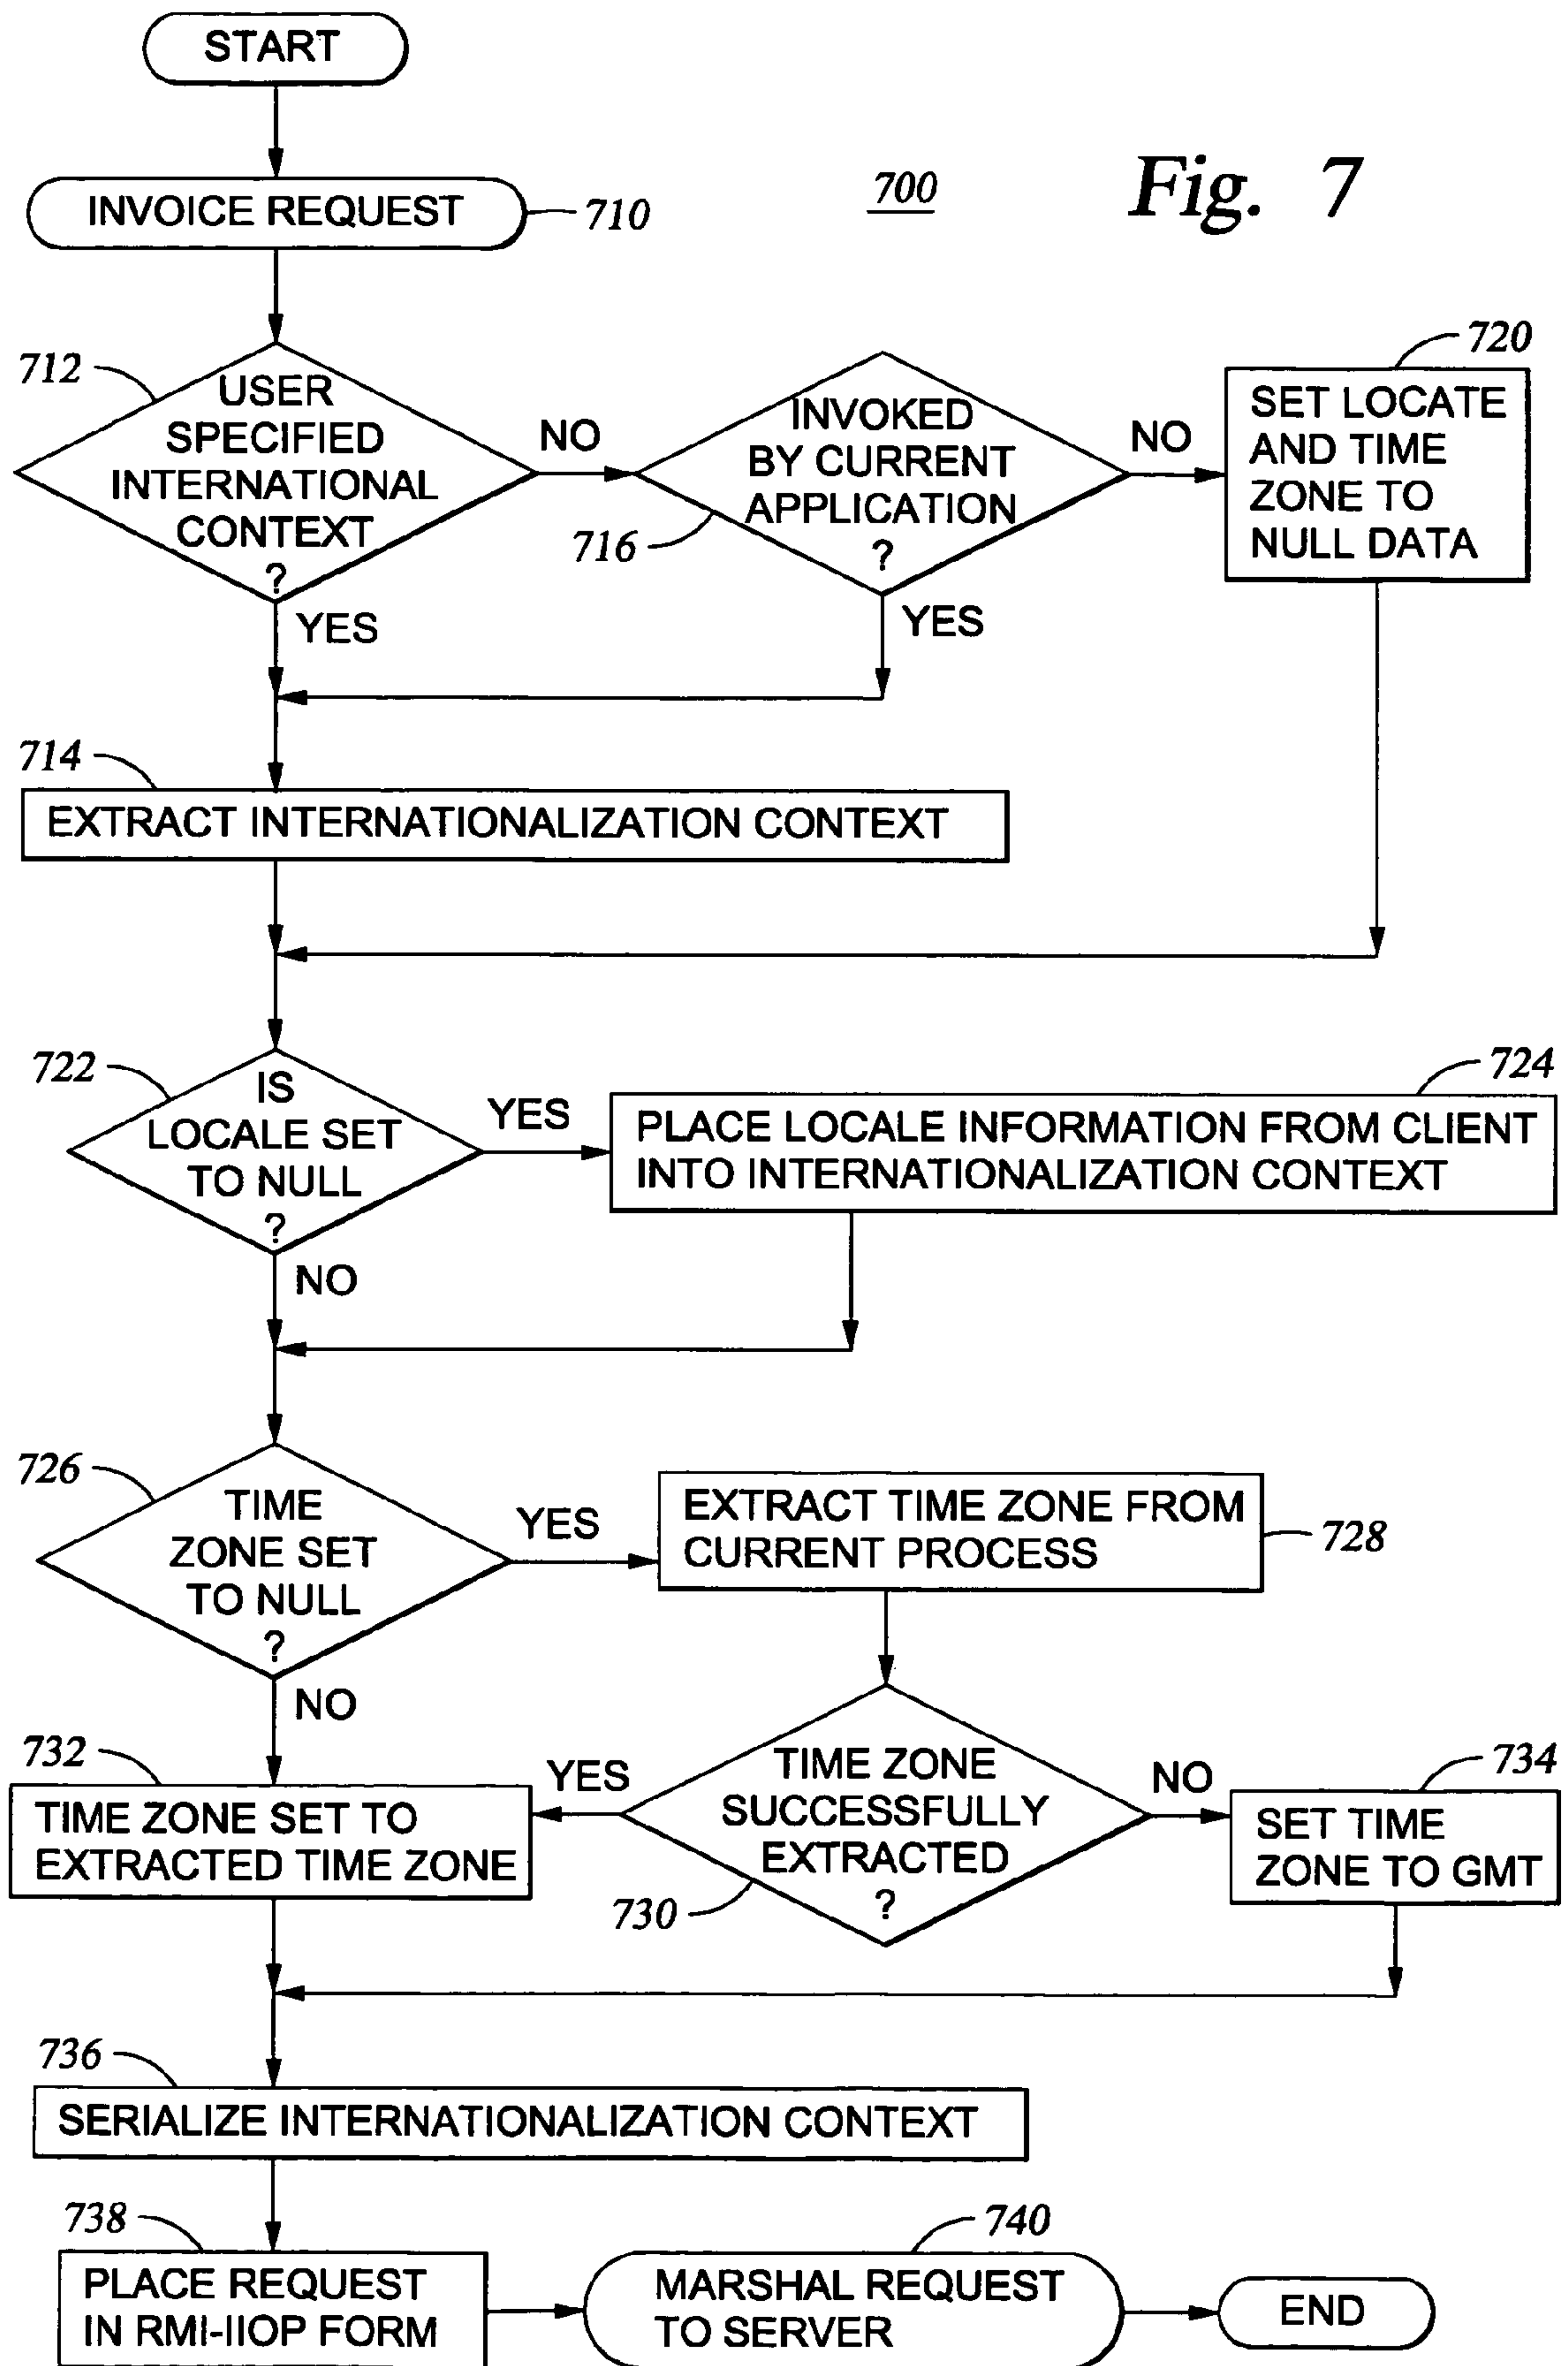 START
INVOICE REQUEST
710
700
Fig. 7
712
USER
SPECIFIED
INTERNATIONAL
CONTEXT
?
NO
YES
INVOKED
BY CURRENT
APPLICATION
?
716
NO
YES
720
SET LOCATE
AND TIME
ZONE TO
NULL DATA
714
EXTRACT INTERNATIONALIZATION CONTEXT
722
IS
LOCALE SET
TO NULL
?
YES
NO
724
PLACE LOCALE INFORMATION FROM CLIENT
INTO INTERNATIONALIZATION CONTEXT
726
TIME
ZONE SET
TO NULL
?
YES
NO
EXTRACT TIME ZONE FROM
CURRENT PROCESS
728
732
TIME ZONE SET TO
EXTRACTED TIME ZONE
YES
TIME ZONE
SUCCESSFULLY
EXTRACTED
?
730
NO
734
SET TIME
ZONE TO GMT
736
SERIALIZE INTERNATIONALIZATION CONTEXT
738
PLACE REQUEST
IN RMI-IIOP FORM
740
MARSHAL REQUEST
TO SERVER
END